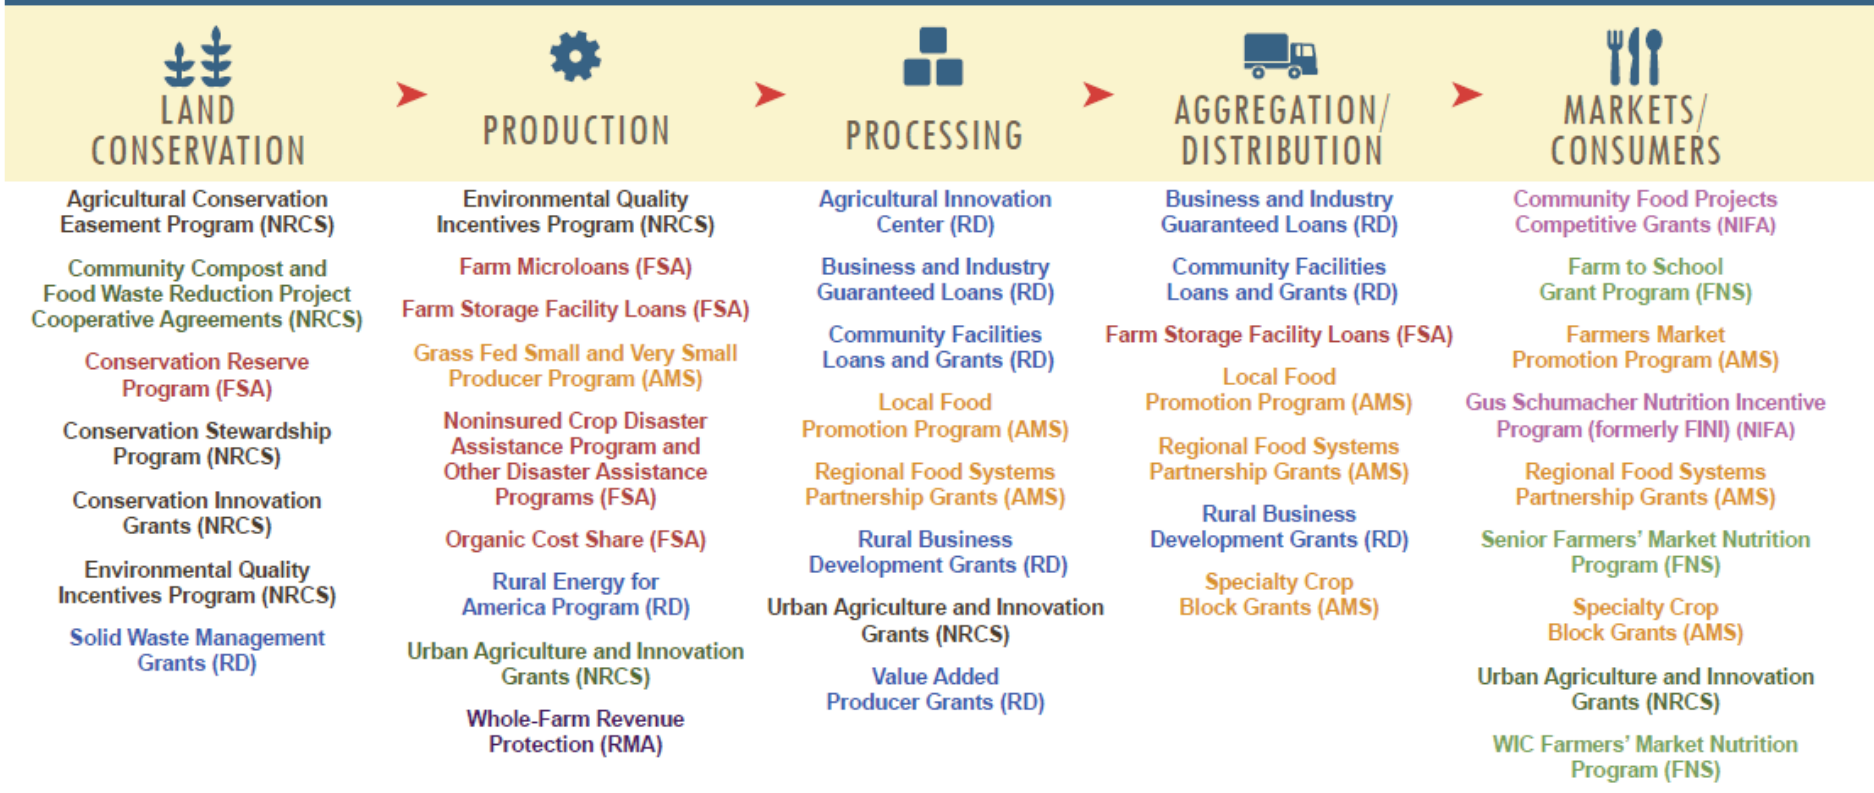 LAND
CONSERVATION
Agricultural Conservation
Easement Program (NRCS)
Community Compost and
Food Waste Reduction Project
Cooperative Agreements (NRCS)
Conservation Reserve
Program (FSA)
Conservation Stewardship
Program (NRCS)
Conservation Innovation
Grants (NRCS)
Environmental Quality
Incentives Program (NRCS)
Solid Waste Management
Grants (RD)
PRODUCTION
Environmental Quality
Incentives Program (NRCS)
Farm Microloans (FSA)
Farm Storage Facility Loans (FSA)
Grass Fed Small and Very Small
Producer Program (AMS)
Noninsured Crop Disaster
Assistance Program and
Other Disaster Assistance
Programs (FSA)
Organic Cost Share (FSA)
Rural Energy for
America Program (RD)
Urban Agriculture and Innovation
Grants (NRCS)
Whole-Farm Revenue
Protection (RMA)
PROCESSING
Agricultural Innovation
Center (RD)
Business and Industry
Guaranteed Loans (RD)
Community Facilities
Loans and Grants (RD)
Local Food
Promotion Program (AMS)
Regional Food Systems
Partnership Grants (AMS)
Rural Business
Development Grants (RD)
Urban Agriculture and Innovation
Grants (NRCS)
Value Added
Producer Grants (RD)
AGGREGATION/
DISTRIBUTION
Business and Industry
Guaranteed Loans (RD)
Community Facilities
Loans and Grants (RD)
Farm Storage Facility Loans (FSA)
Local Food
Promotion Program (AMS)
Regional Food Systems
Partnership Grants (AMS)
Rural Business
Development Grants (RD)
Specialty Crop
Block Grants (AMS)
MARKETS/
CONSUMERS
Community Food Projects
Competitive Grants (NIFA)
Farm to School
Grant Program (FNS)
Farmers Market
Promotion Program (AMS)
Gus Schumacher Nutrition Incentive
Program (formerly FINI) (NIFA)
Regional Food Systems
Partnership Grants (AMS)
Senior Farmers' Market Nutrition
Program (FNS)
Specialty Crop
Block Grants (AMS)
Urban Agriculture and Innovation
Grants (NRCS)
WIC Farmers' Market Nutrition
Program (FNS)